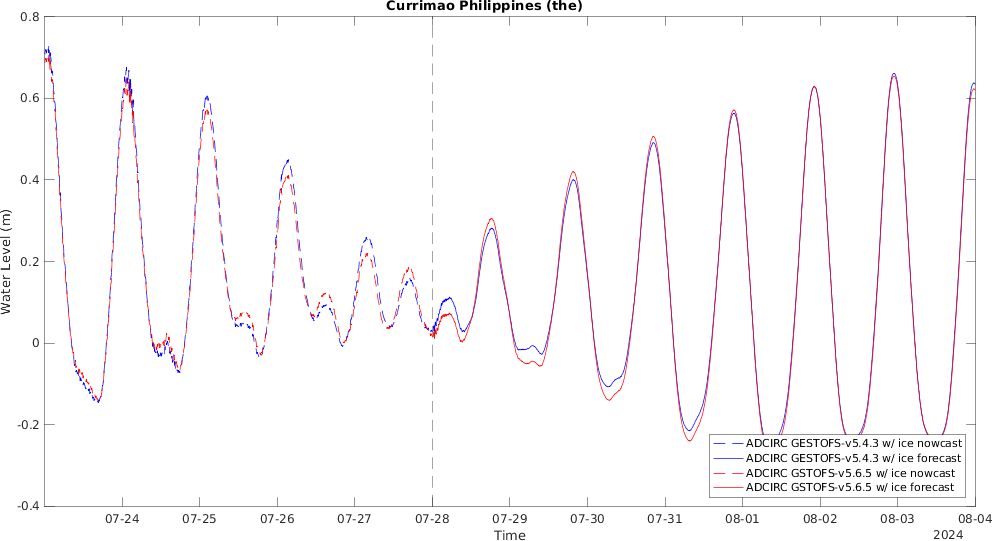 Currimao Philippines (the)
0.8
0.6
0.4
0.2
0
-0.2
-0.4
Water Level (m)
ADCIRC GESTOFS-v5.4.3 w/ ice nowcast
ADCIRC GESTOFS-v5.4.3 w/ ice forecast
ADCIRC GSTOFS-v5.6.5 w/ ice nowcast
ADCIRC GSTOFS-v5.6.5 w/ ice forecast
07-24 07-25 07-26 07-27 07-28 07-29 07-30 07-31 08-01 08-02 08-03 08-04
Time
2024